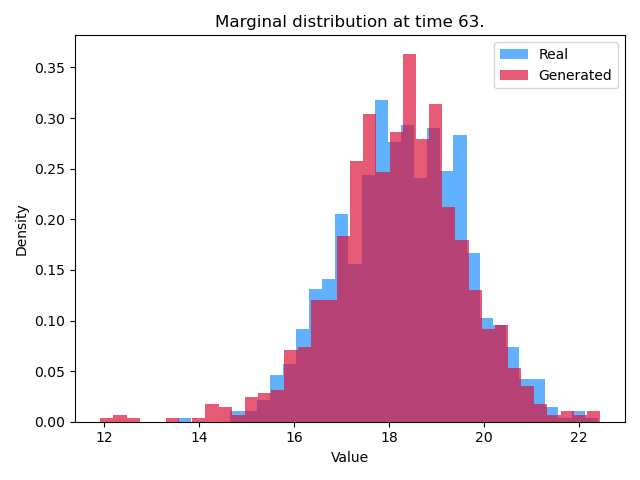 Marginal distribution at time 63.
Real
Generated
0.35
0.30
0.25
0.20
0.15
0.10
0.05
0.00
Density
12 14 16 18 20 22
Value